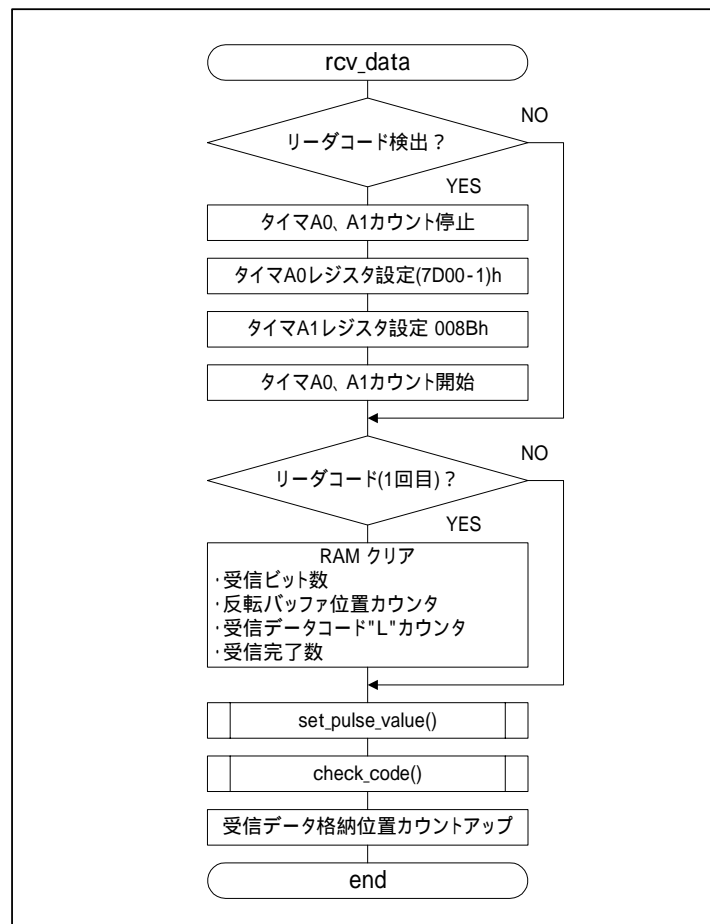 rcv_data
リーダコード検出？
NO
YES
タイマA0、A1カウント停止
タイマA0レジスタ設定(7D00-1)h
タイマA1レジスタ設定 008Bh
タイマA0、A1カウント開始
リーダコード(1回目)？
NO
YES
RAM クリア
･受信ビット数
･反転バッファ位置カウンタ
･受信データコード"L"カウンタ
･受信完了数
set_pulse_value()
check_code()
受信データ格納位置カウントアップ
end